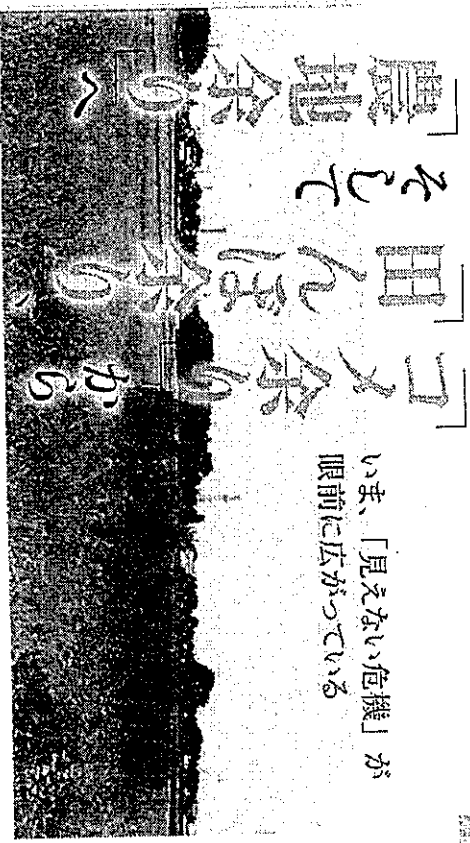 「コメ余り」から
「田んぼ余り」、
そして
「農地余り」へ
いま、「見えない危機」が
眼前に広がっている